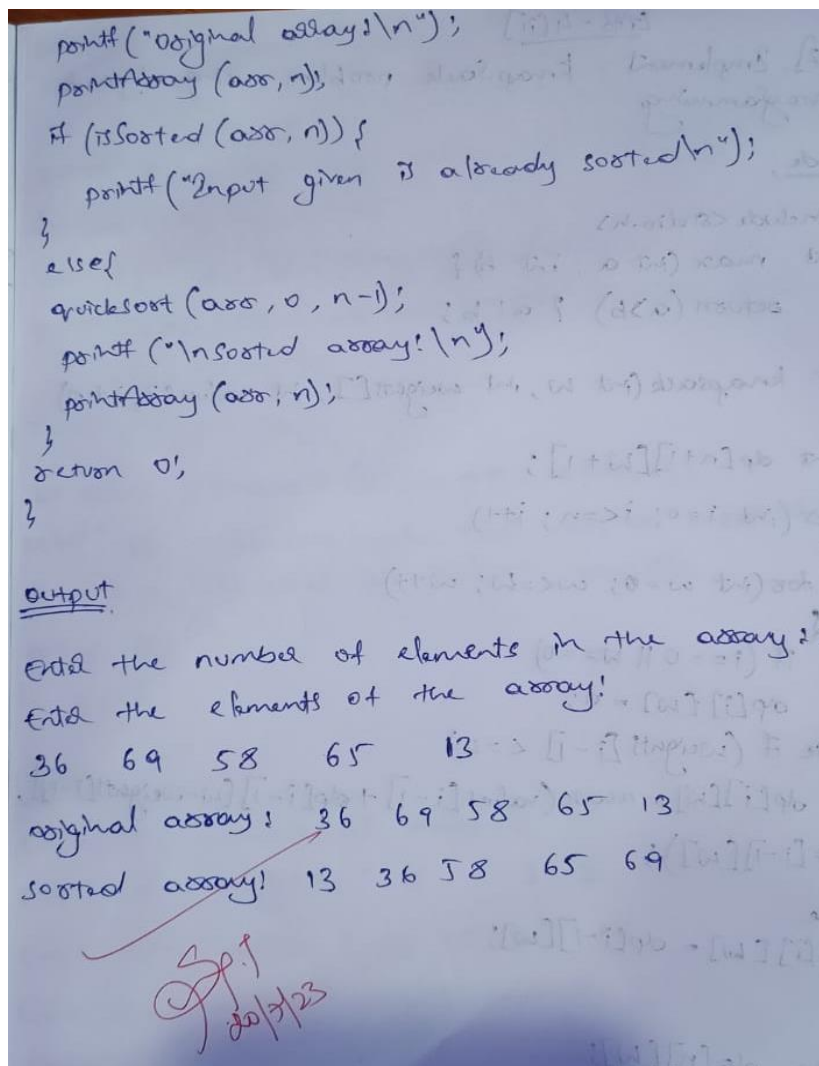 printf("Original array:\n");
printArray (arr, n);
if (isSorted (arr, n)) {
printf("Input given is already sorted\n");
}
else{
quicksort (arr, 0, n-1);
printf ("\nSorted array: \n");
printArray (arr, n);
}
return 0;
}
output
Enter the number of elements in the array:
Enter the elements of the array:
36 69 58 65 13
original array: 36 69 58 65 13
sorted array: 13 36 58 65 69
20/7/23